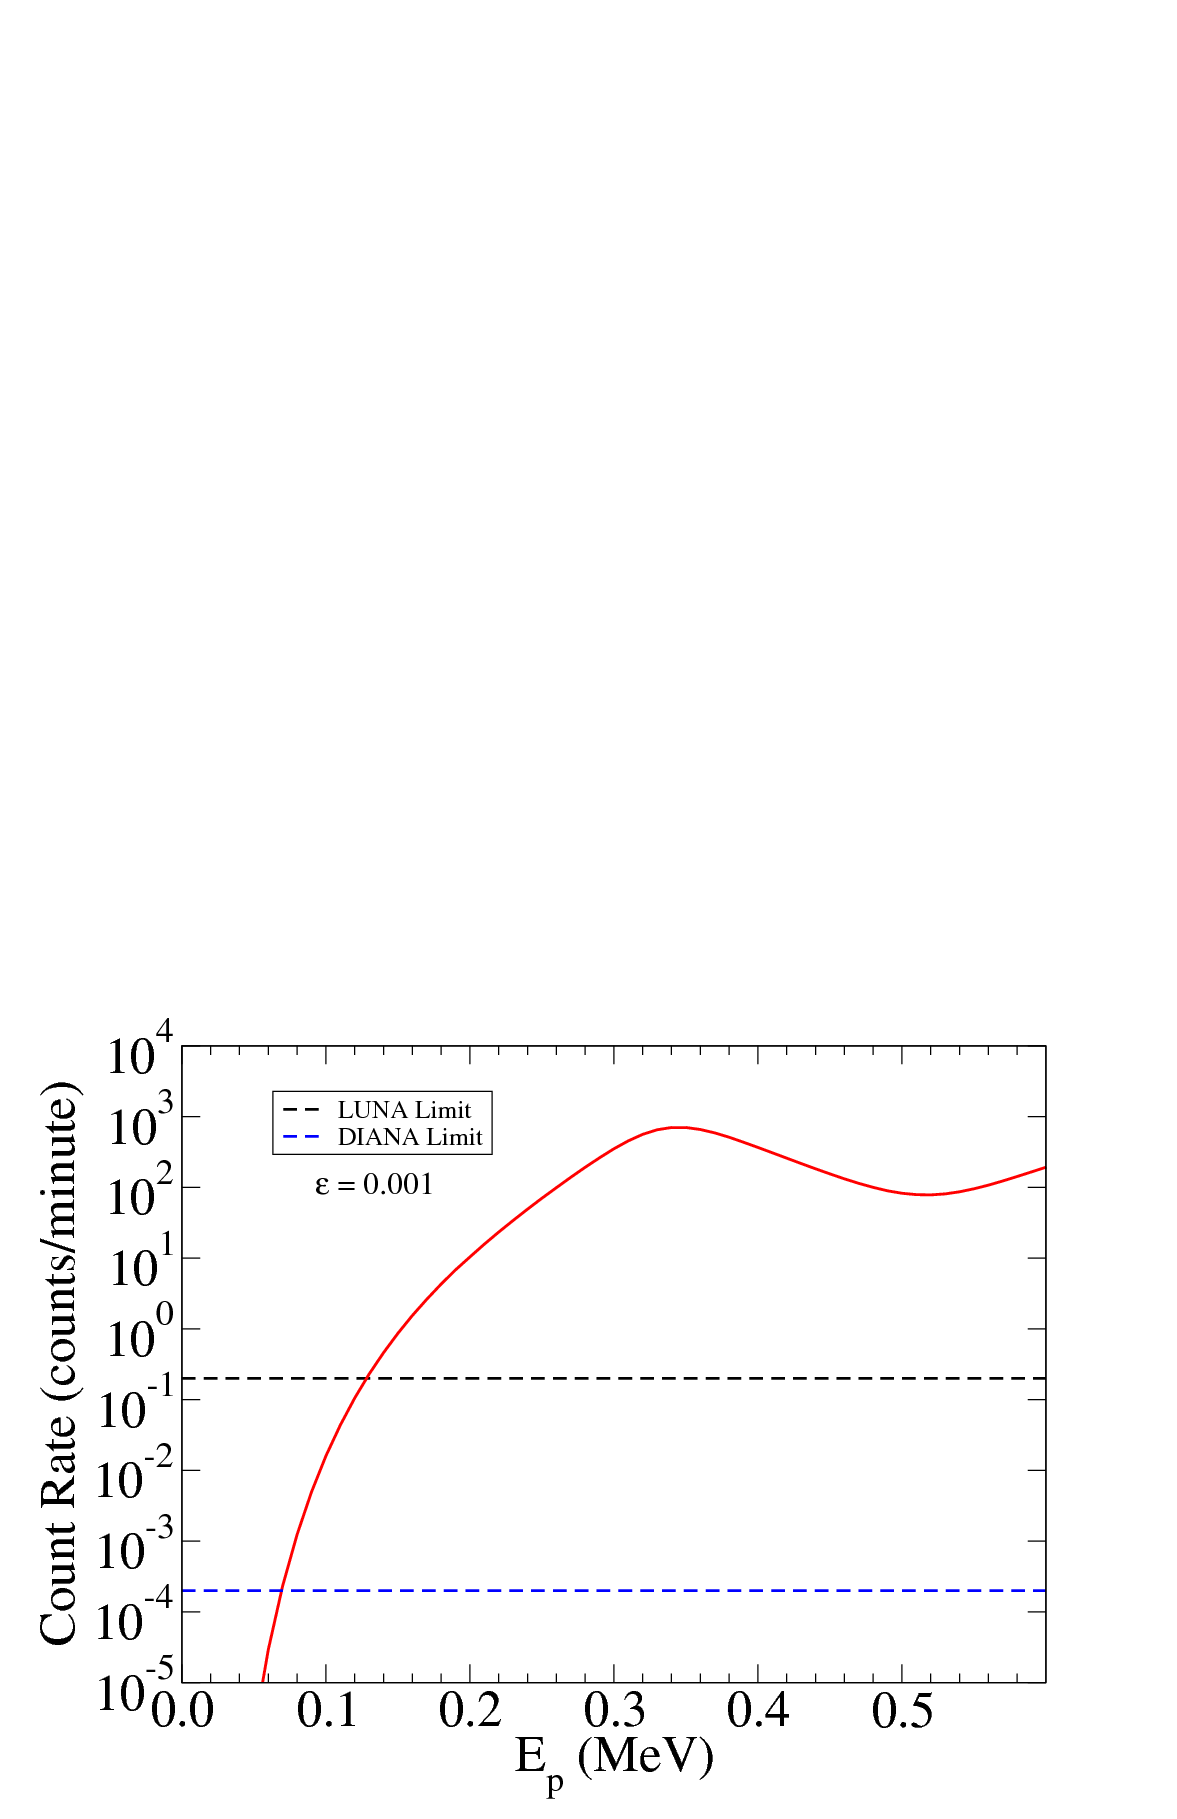 10^4
10^3
10^2
10^1
10^0
10^-1
10^-2
10^-3
10^-4
10^-5
Count Rate (counts/minute)
LUNA Limit
DIANA Limit
ε = 0.001
0.0 0.1 0.2 0.3 0.4 0.5
E_p (MeV)